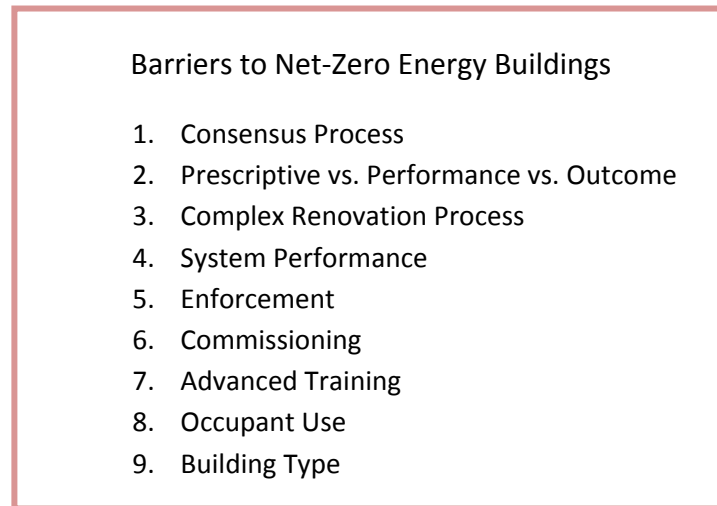 Barriers to Net-Zero Energy Buildings
1. Consensus Process
2. Prescriptive vs. Performance vs. Outcome
3. Complex Renovation Process
4. System Performance
5. Enforcement
6. Commissioning
7. Advanced Training
8. Occupant Use
9. Building Type